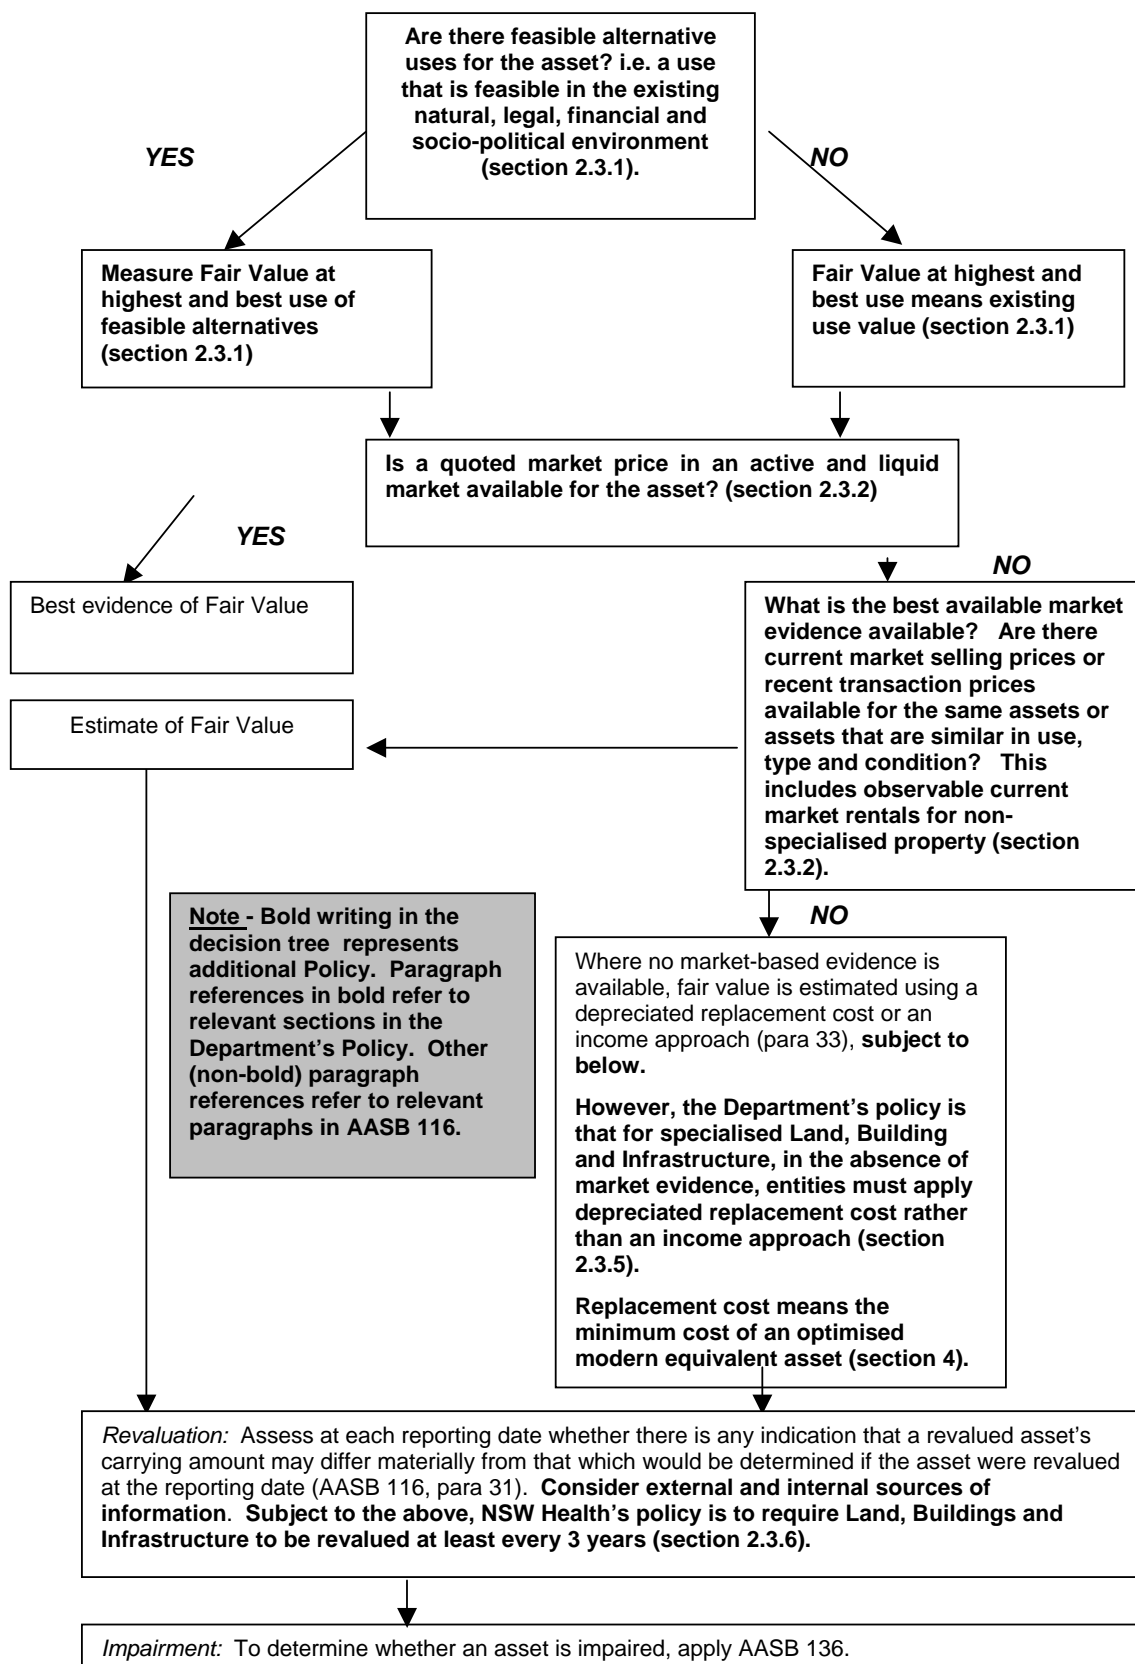 Are there feasible alternative
uses for the asset? i.e. a use
that is feasible in the existing
natural, legal, financial and
socio-political environment
(section 2.3.1).
YES
NO
Measure Fair Value at
highest and best use of
feasible alternatives
(section 2.3.1)
Fair Value at highest and
best use means existing
use value (section 2.3.1)
Is a quoted market price in an active and liquid
market available for the asset? (section 2.3.2)
YES
NO
Best evidence of Fair Value
What is the best available market
evidence available? Are there
current market selling prices or
recent transaction prices
available for the same assets or
assets that are similar in use,
type and condition? This
includes observable current
market rentals for non-
specialised property (section
2.3.2).
Estimate of Fair Value
NO
Note - Bold writing in the
decision tree represents
additional Policy. Paragraph
references in bold refer to
relevant sections in the
Department's Policy. Other
(non-bold) paragraph
references refer to relevant
paragraphs in AASB 116.
Where no market-based evidence is
available, fair value is estimated using a
depreciated replacement cost or an
income approach (para 33), subject to
below.
However, the Department's policy is
that for specialised Land, Building
and Infrastructure, in the absence of
market evidence, entities must apply
depreciated replacement cost rather
than an income approach (section
2.3.5).
Replacement cost means the
minimum cost of an optimised
modern equivalent asset (section 4).
Revaluation: Assess at each reporting date whether there is any indication that a revalued asset's
carrying amount may differ materially from that which would be determined if the asset were revalued
at the reporting date (AASB 116, para 31). Consider external and internal sources of
information. Subject to the above, NSW Health's policy is to require Land, Buildings and
Infrastructure to be revalued at least every 3 years (section 2.3.6).
Impairment: To determine whether an asset is impaired, apply AASB 136.